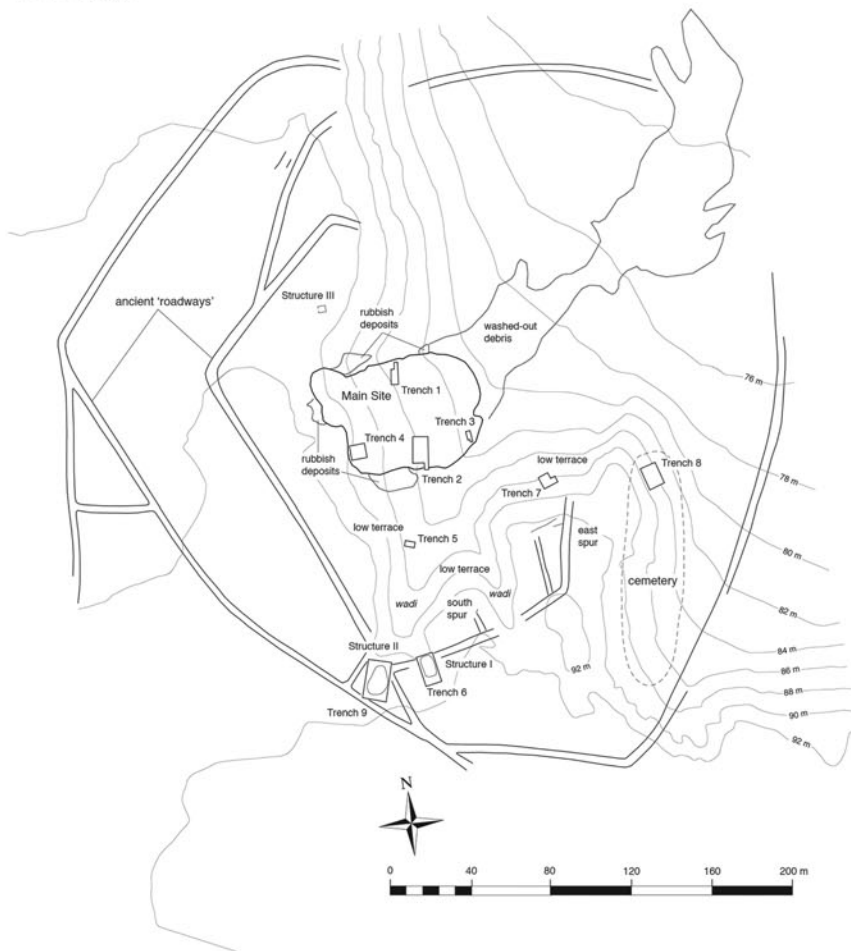 Structure III
ancient ‘roadways’
rubbish
deposits
washed-out
debris
Main Site
Trench 1
76 m
Trench 3
Trench 4
rubbish
deposits
Trench 2
low terrace
Trench 7
Trench 8
78 m
low terrace
Trench 5
east
spur
80 m
low terrace
cemetery
wadi
wadi
south
spur
82 m
Structure II
Structure I
92 m
84 m
86 m
Trench 6
88 m
Trench 9
90 m
92 m
N
0 40 80 120 160 200 m